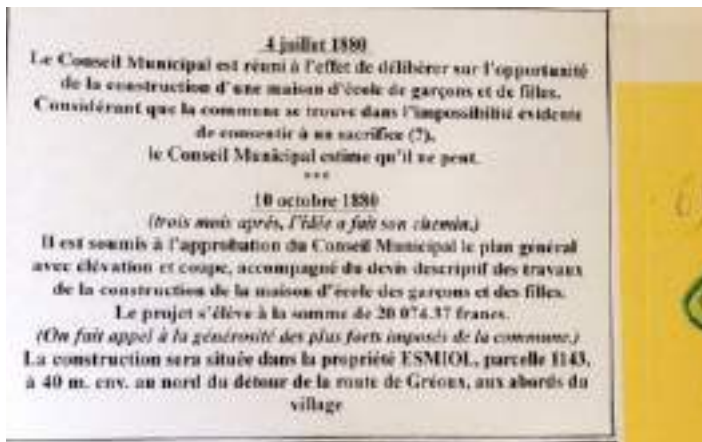 4 juillet 1880
Le Conseil Municipal est réuni à l'effet de délibérer sur l'opportunité
de la construction d'une maison d'école de garçons et de filles.
Considérant que la commune se trouve dans l'impossibilité évidente
de consentir à un sacrifice (?),
le Conseil Municipal estime qu'il ne peut.
***
10 octobre 1880
(trois mois après, l'idée a fait son chemin.)
Il est soumis à l'approbation du Conseil Municipal le plan général
avec élévation et coupe, accompagné du devis descriptif des travaux
de la construction de la maison d'école des garçons et des filles.
Le projet s'élève à la somme de 20 074.37 francs.
(On fait appel à la générosité des plus forts imposés de la commune.)
La construction sera située dans la propriété ESMIOL, parcelle 1143,
à 40 m. env. au nord du détour de la route de Gréoux, aux abords du
village